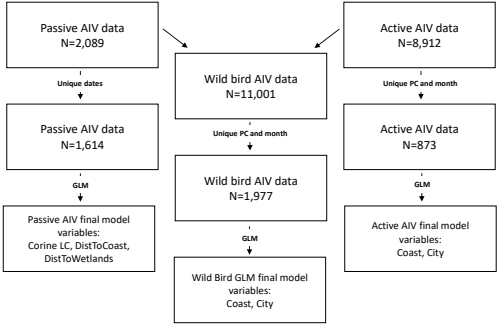 Passive AIV data
N=2,089
Active AIV data
N=8,912
Wild bird AIV data
N=11,001
Unique dates
Unique PC and month
Passive AIV data
N=1,614
Unique PC and month
Active AIV data
N=873
Wild bird AIV data
N=1,977
GLM
GLM
Passive AIV final model
variables:
Corine LC, DistToCoast,
DistToWetlands
Active AIV final model
variables:
Coast, City
GLM
Wild Bird GLM final model
variables:
Coast, City